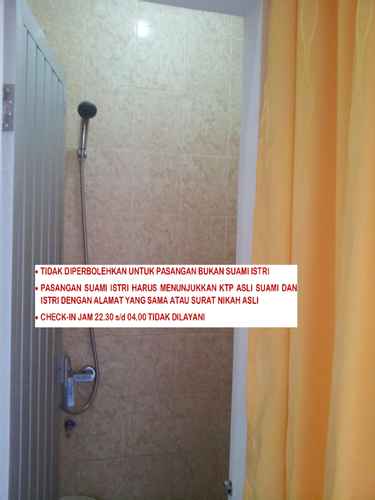 • TIDAK DIPERBOLEHKAN UNTUK PASANGAN BUKAN SUAMI ISTRI
• PASANGAN SUAMI ISTRI HARUS MENUNJUKKAN KTP ASLI SUAMI DAN
ISTRI DENGAN ALAMAT YANG SAMA ATAU SURAT NIKAH ASLI
• CHECK-IN JAM 22.30 s/d 04.00 TIDAK DILAYANI